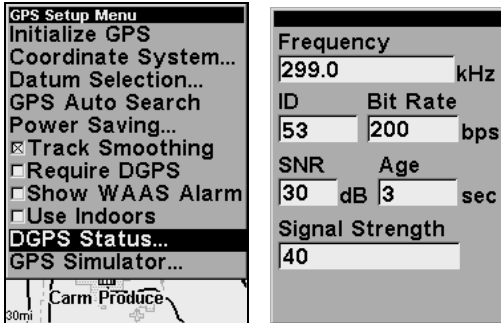 GPS Setup Menu
Initialize GPS
Coordinate System...
Datum Selection...
GPS Auto Search
Power Saving...
Track Smoothing
Require DGPS
Show WAAS Alarm
Use Indoors
DGPS Status...
GPS Simulator...
Carm Produce
30mi
Frequency
299.0 kHz
ID Bit Rate
53 200 bps
SNR Age
30 dB 3 sec
Signal Strength
40